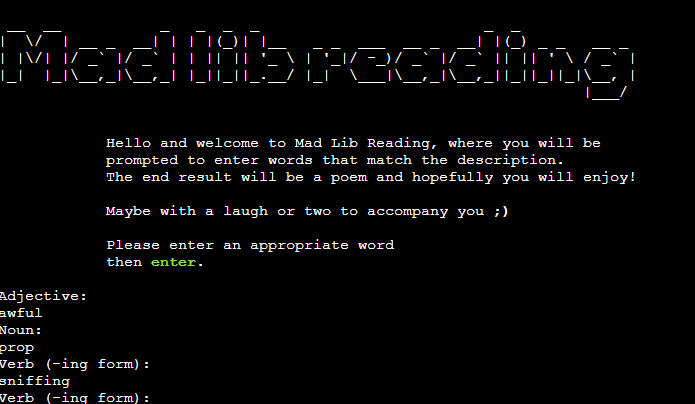 Mad lib reading
Hello and welcome to Mad Lib Reading, where you will be
prompted to enter words that match the description.
The end result will be a poem and hopefully you will enjoy!
Maybe with a laugh or two to accompany you ;)
Please enter an appropriate word
then enter.
Adjective:
awful
Noun:
prop
Verb (-ing form):
sniffing
Verb (-ing form):